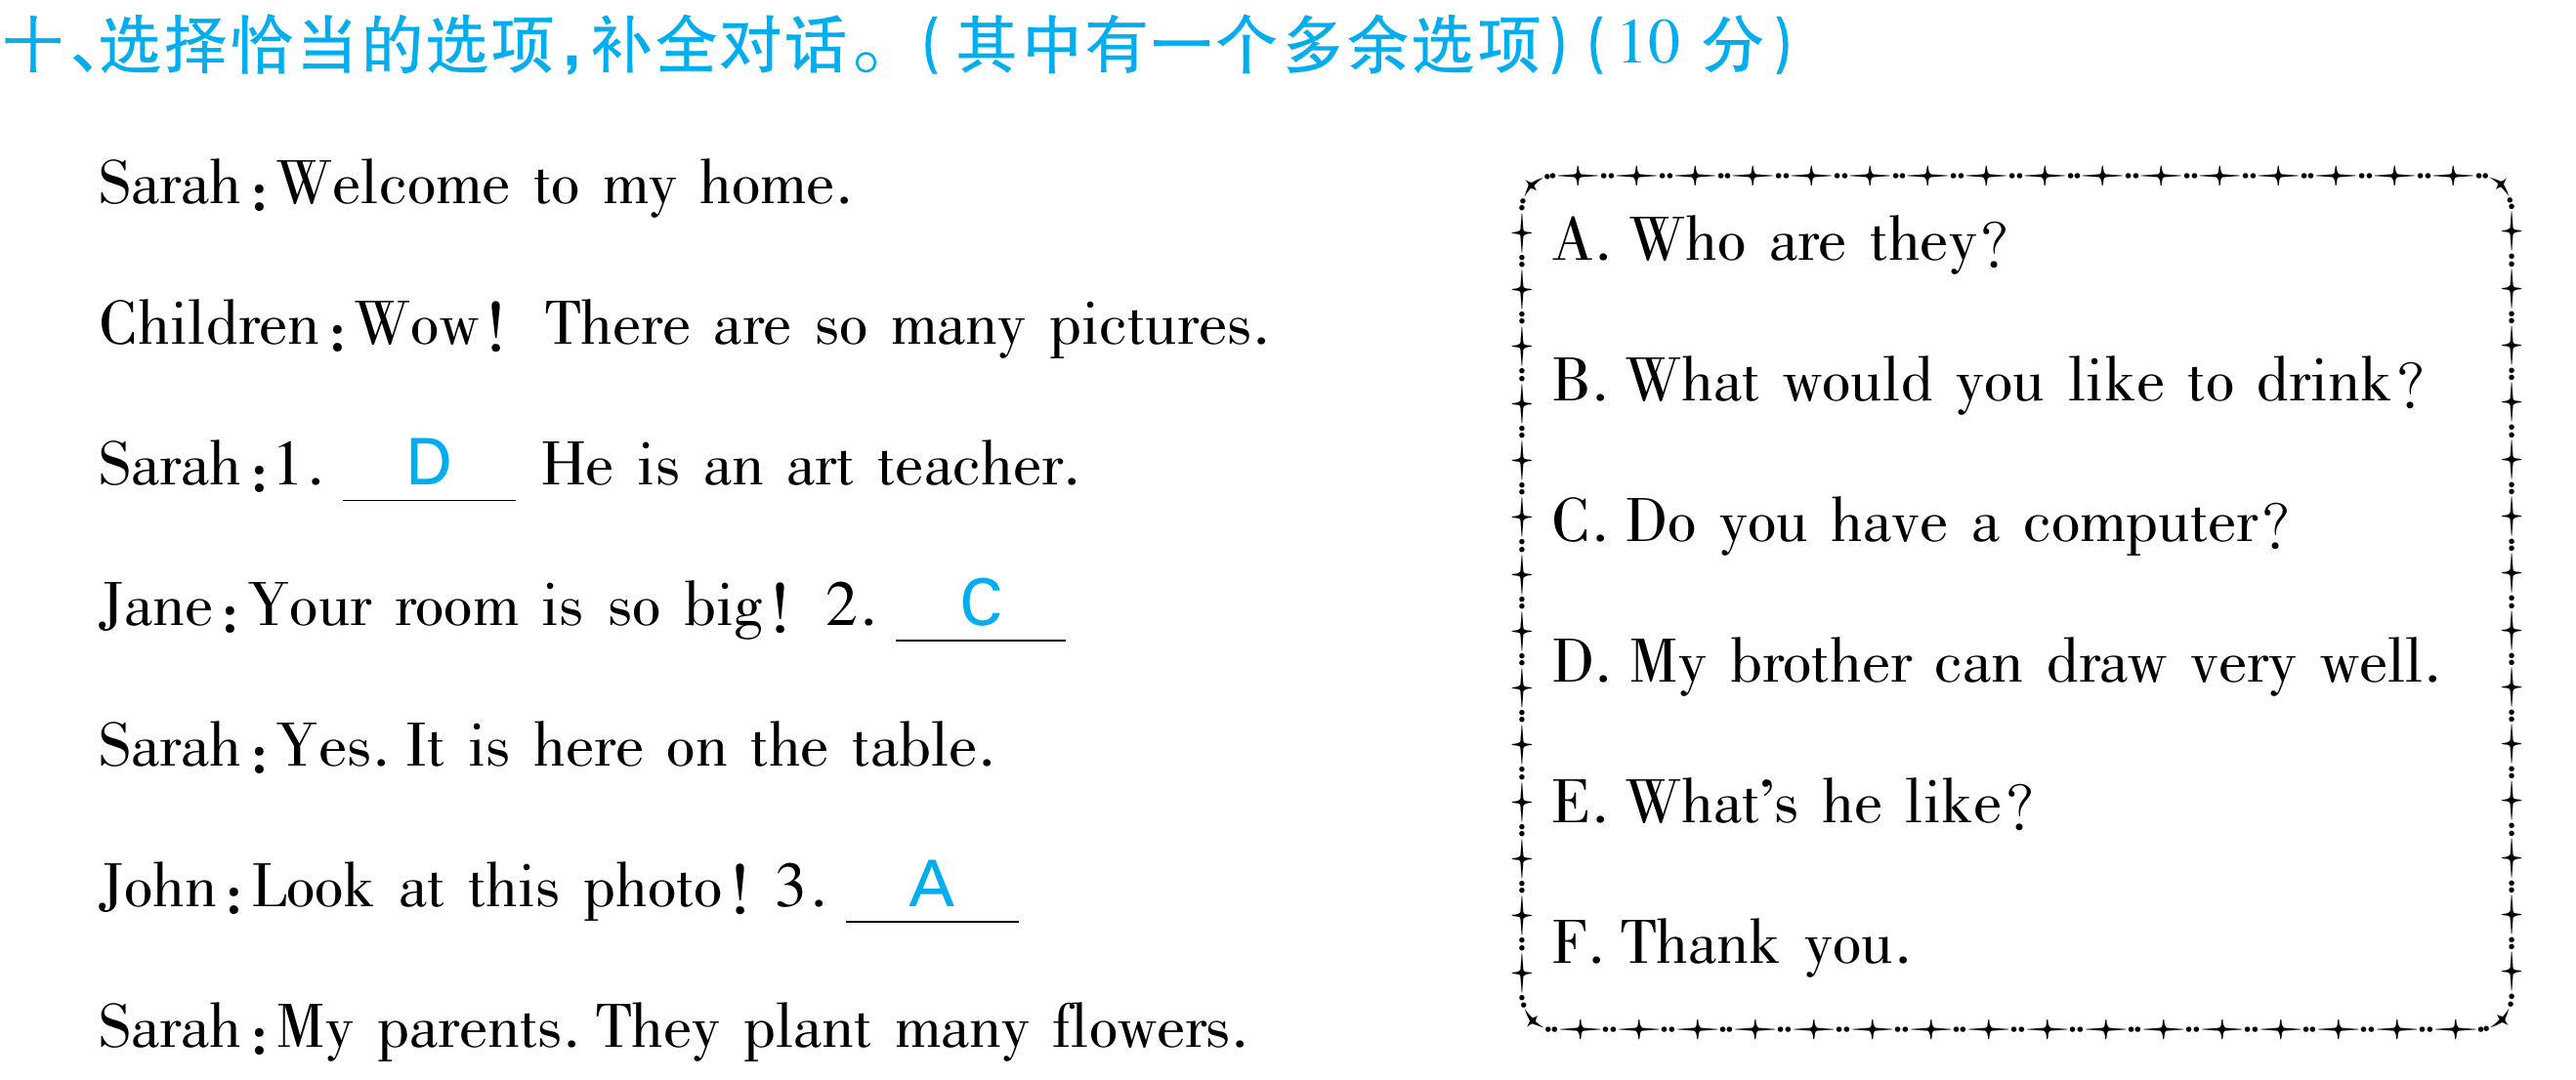 十、选择恰当的选项,补全对话。(其中有一个多余选项)(10 分)
Sarah:Welcome to my home.
Children:Wow! There are so many pictures.
Sarah:1. D He is an art teacher.
Jane:Your room is so big! 2. C
Sarah:Yes. It is here on the table.
John:Look at this photo! 3. A
Sarah:My parents. They plant many flowers.
A. Who are they?
B. What would you like to drink?
C. Do you have a computer?
D. My brother can draw very well.
E. What's he like?
F. Thank you.